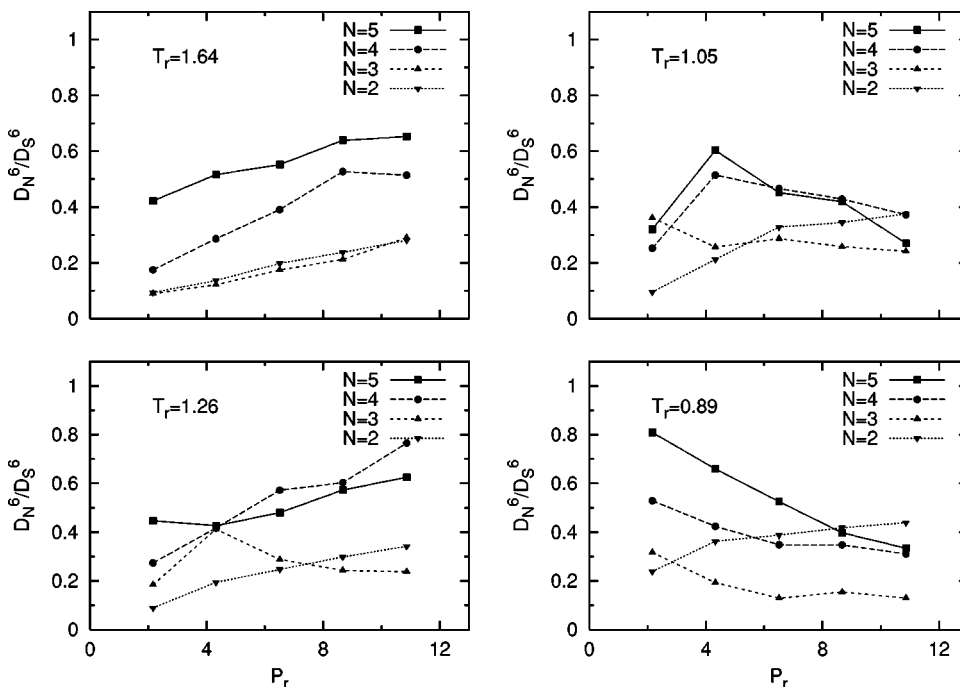 1
0.8
0.6
0.4
0.2
0
D_N^6/D_S^6
T_r=1.64
N=5
N=4
N=3
N=2
1
0.8
0.6
0.4
0.2
0
D_N^6/D_S^6
T_r=1.05
N=5
N=4
N=3
N=2
1
0.8
0.6
0.4
0.2
0
D_N^6/D_S^6
T_r=1.26
N=5
N=4
N=3
N=2
0 4 8 12
P_r
1
0.8
0.6
0.4
0.2
0
D_N^6/D_S^6
T_r=0.89
N=5
N=4
N=3
N=2
0 4 8 12
P_r